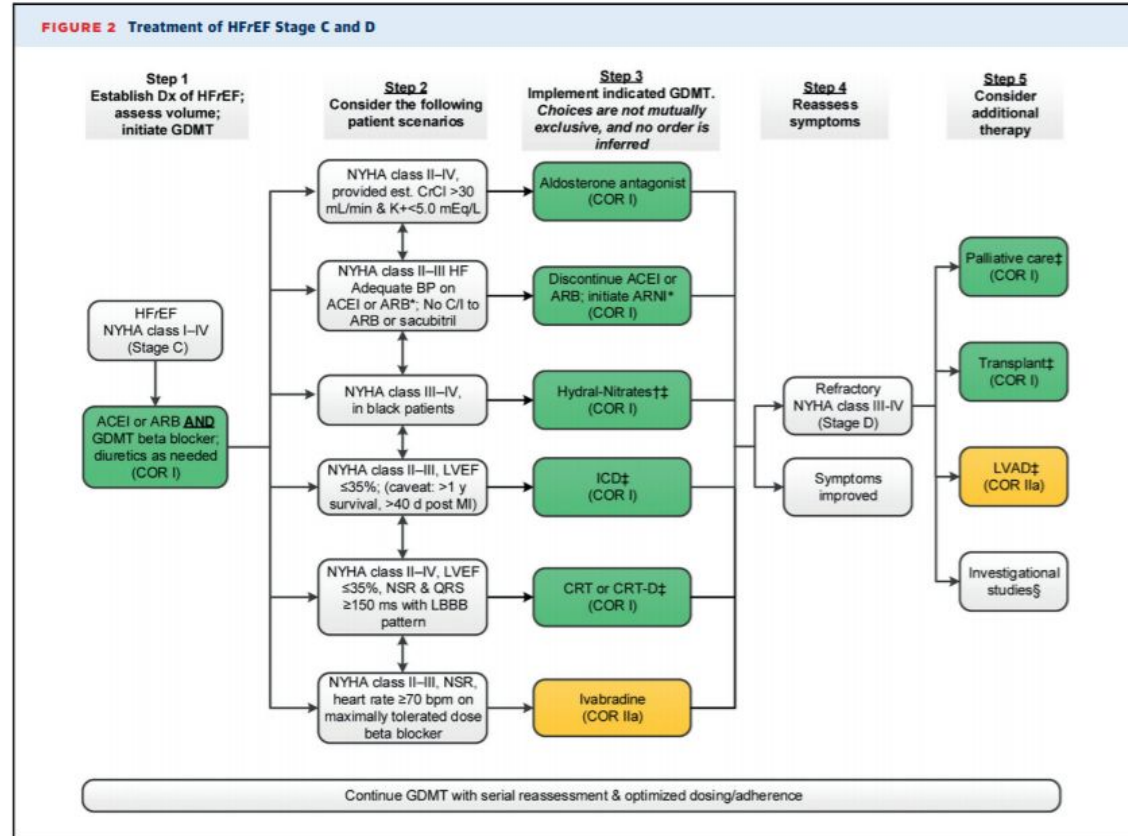 FIGURE 2 Treatment of HFrEF Stage C and D
Step 1
Establish Dx of HFrEF;
assess volume;
initiate GDMT
Step 2
Consider the following
patient scenarios
Step 3
Implement indicated GDMT.
Choices are not mutually
exclusive, and no order is
inferred
Step 4
Reassess
symptoms
Step 5
Consider
additional
therapy
HFrEF
NYHA class I–IV
(Stage C)
ACEI or ARB AND
GDMT beta blocker;
diuretics as needed
(COR I)
NYHA class II–IV,
provided est. CrCl >30
mL/min & K+<5.0 mEq/L
NYHA class II–III HF
Adequate BP on
ACEI or ARB*; No C/I to
ARB or sacubitril
NYHA class III–IV,
in black patients
NYHA class II–III, LVEF
≤35%; (caveat: >1 y
survival, >40 d post MI)
NYHA class II–IV, LVEF
≤35%, NSR & QRS
≥150 ms with LBBB
pattern
NYHA class II–III, NSR,
heart rate ≥70 bpm on
maximally tolerated dose
beta blocker
Aldosterone antagonist
(COR I)
Discontinue ACEI or
ARB; initiate ARNI*
(COR I)
Hydral-Nitrates†‡
(COR I)
ICD‡
(COR I)
CRT or CRT-D‡
(COR I)
Ivabradine
(COR IIa)
Refractory
NYHA class III-IV
(Stage D)
Symptoms
improved
Palliative care‡
(COR I)
Transplant‡
(COR I)
LVAD‡
(COR IIa)
Investigational
studies§
Continue GDMT with serial reassessment & optimized dosing/adherence